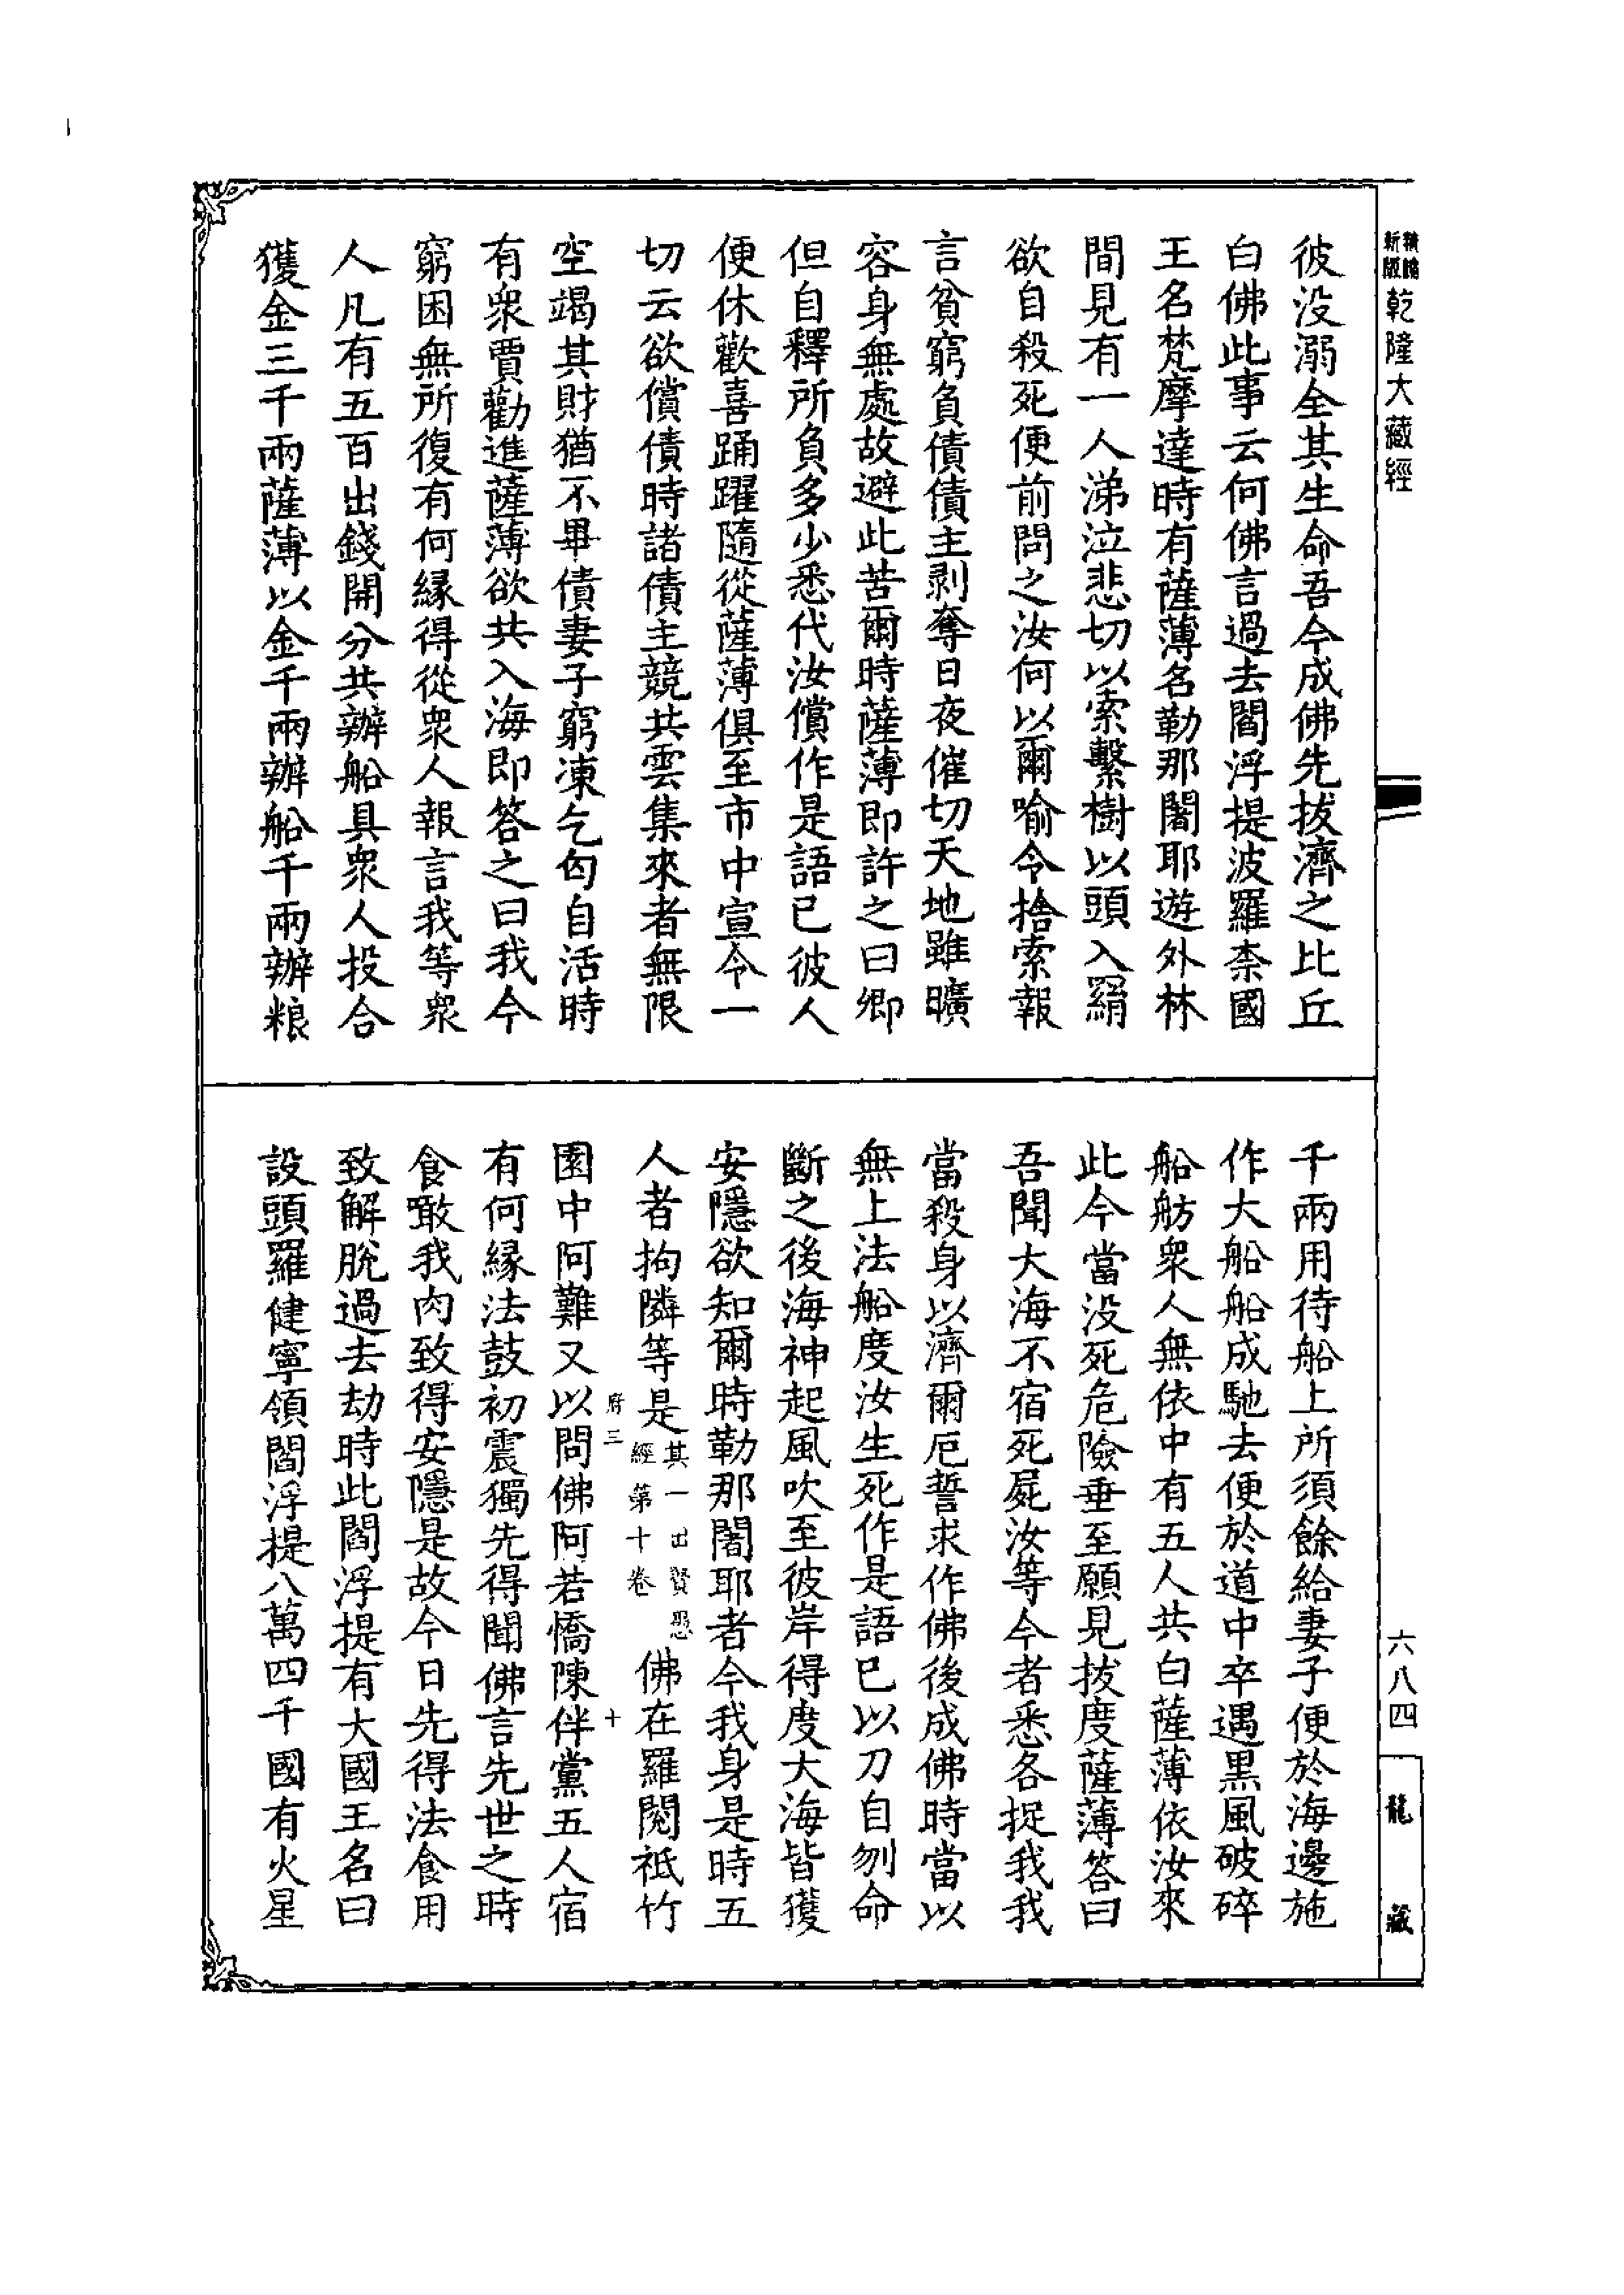 乾隆大藏經
彼没溺全其生命吾今成佛先拔濟之比丘
白佛此事云何佛言過去閻浮提波羅柰國
王名梵摩達時有薩薄名勒那闍耶遊外林
間見有一人涕泣悲切以索繫樹以頭入羂
欲自殺死便前問之汝何以爾喻令捨索報
言貧窮負債債主剥奪日夜催切天地雖曠
容身無處故避此苦爾時薩薄即許之曰卿
但自釋所負多少悉代汝償作是語已彼人
便休歡喜踊躍隨從薩薄俱至市中宣令一
切云欲償債時諸債主競共雲集來者無限
空竭其財猶不畢債妻子窮凍乞匃自活時
有衆賈勸進薩薄欲共入海即答之曰我今
窮困無所復有何緣得從衆人報言我等衆
人凡有五百出錢開分共辦船具衆人投合
獲金三千兩薩薄以金千兩辦船千兩辦粮
千兩用待船上所須餘給妻子便於海邊施
作大船船成馳去便於道中卒遇黒風破碎
船舫衆人無依中有五人共白薩薄依汝來
此今當没死危險垂至願見拔度薩薄答曰
吾聞大海不宿死屍汝等今者悉各捉我我
當殺身以濟爾厄誓求作佛後成佛時當以
無上法船度汝生死作是語已以刀自刎命
斷之後海神起風吹至彼岸得度大海皆獲
安隱欲知爾時勒那闍耶者今我身是時五
人者拘隣等是其一出賢愚經第十卷佛在羅閱祇竹
府三 十
園中阿難又以問佛阿若憍陳伴黨五人宿
有何緣法鼓初震獨先得聞佛言先世之時
食噉我肉致得安隱是故今日先得法食用
致解脫過去劫時此閻浮提有大國王名曰
設頭羅健寧領閻浮提八萬四千國有火星
六八四
龍藏